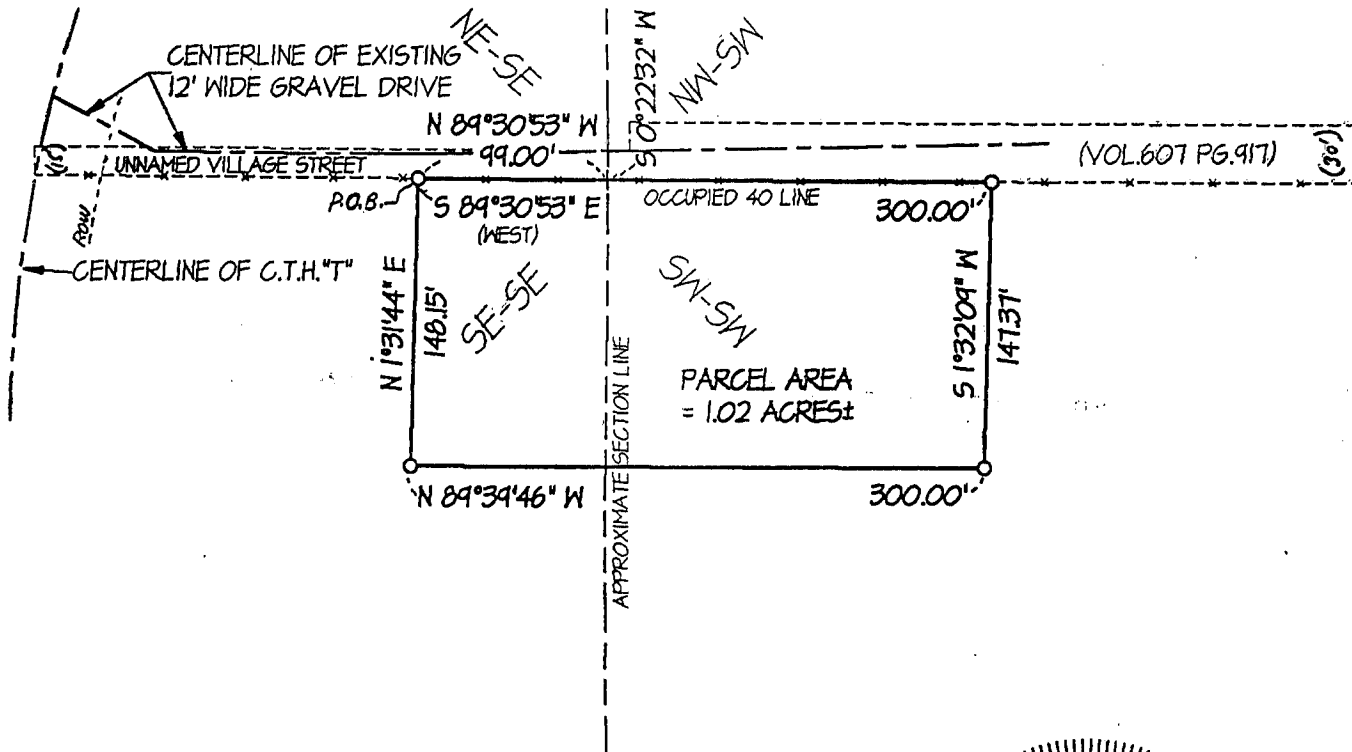 CENTERLINE OF EXISTING
12' WIDE GRAVEL DRIVE
NE-SE
S 0°22'32" W
NW-SW
N 89°30'53" W
99.00'
UNNAMED VILLAGE STREET
(VOL.607 PG.917)
(30')
ROW
P.O.B.
S 89°30'53" E
(WEST)
OCCUPIED 40 LINE
300.00'
CENTERLINE OF C.T.H."T"
N 1°31'44" E
148.15'
SE-SE
SW-SW
S 1°32'09" W
147.37'
APPROXIMATE SECTION LINE
PARCEL AREA
= 1.02 ACRES±
N 89°39'46" W
300.00'